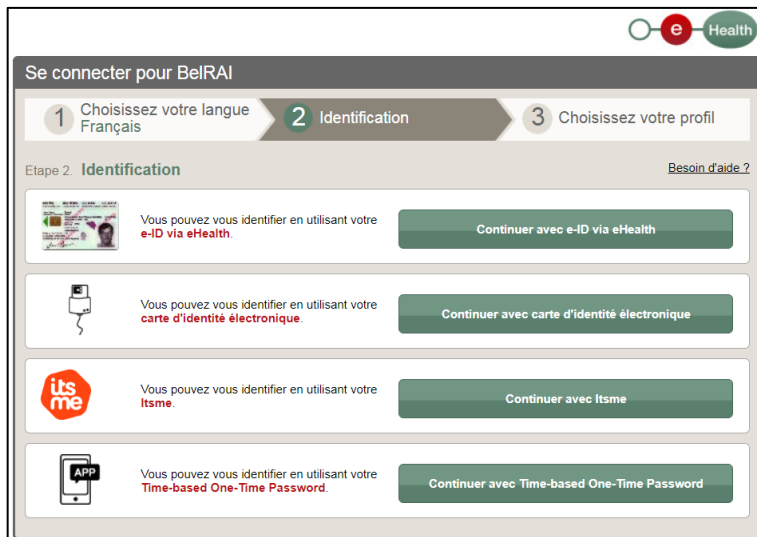 e Health
Se connecter pour BelRAI
1 Choisissez votre langue
Français
2 Identification
3 Choisissez votre profil
Etape 2. Identification
Besoin d'aide ?
Vous pouvez vous identifier en utilisant votre
e-ID via eHealth.
Continuer avec e-ID via eHealth
Vous pouvez vous identifier en utilisant votre
carte d'identité électronique.
Continuer avec carte d'identité électronique
its
me
Vous pouvez vous identifier en utilisant votre
Itsme.
Continuer avec Itsme
APP
Vous pouvez vous identifier en utilisant votre
Time-based One-Time Password.
Continuer avec Time-based One-Time Password